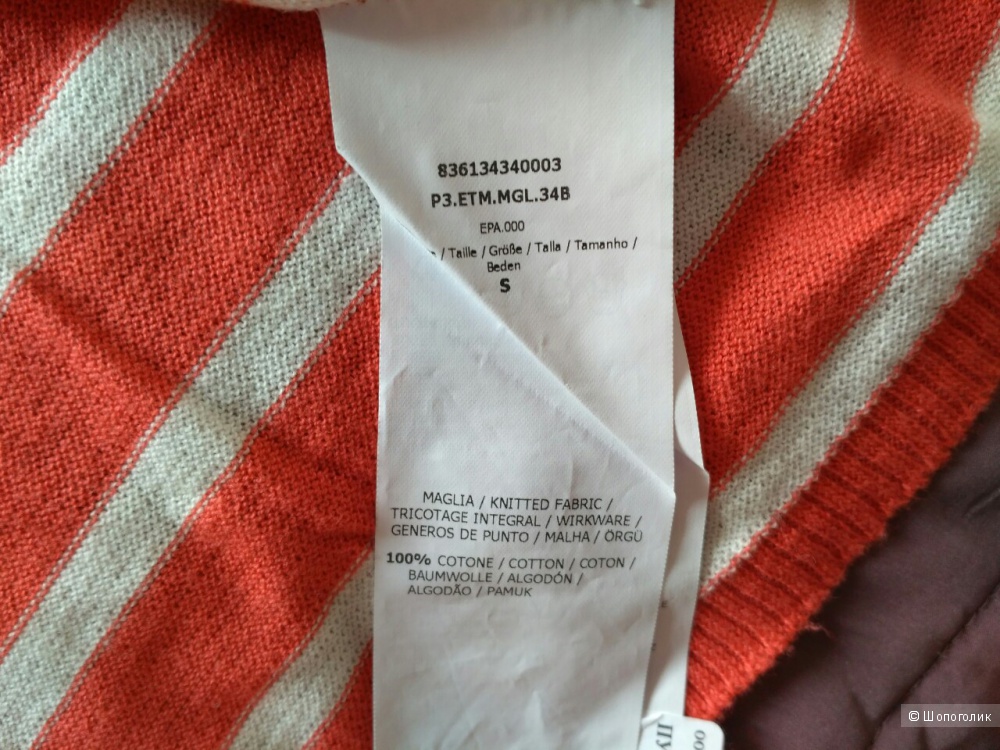 836134340003
P3.ETM.MGL.34B
EPA.000
/ Taille / Größe / Talla / Tamanho /
Beden
S
MAGLIA / KNITTED FABRIC /
TRICOTAGE INTEGRAL / WIRKWARE /
GENEROS DE PUNTO / MALHA / ÖRGÜ
100% COTONE / COTTON / COTON /
BAUMWOLLE / ALGODÓN /
ALGODÃO / PAMUK
© Шопоголик